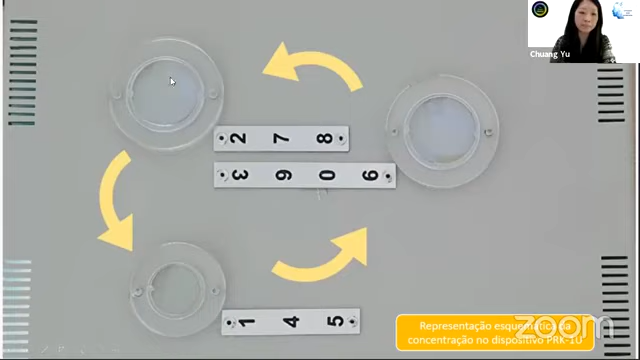 Chuang Yu
2 7 8
3 9 0 6
1 4 5
Representação esquemática da
concentração no dispositivo PRK-1U
zoom